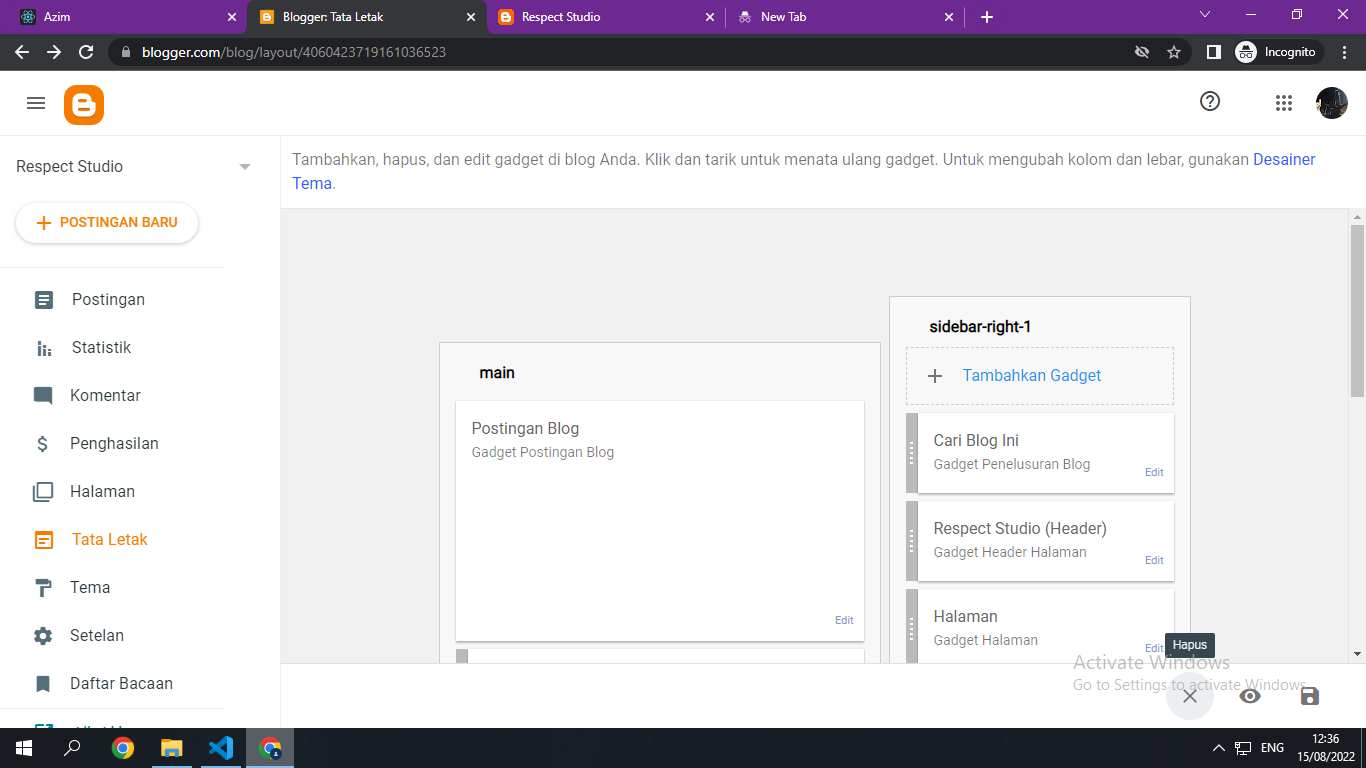 Azim
Blogger: Tata Letak
Respect Studio
New Tab
blogger.com/blog/layout/4060423719161036523
Incognito
Respect Studio
POSTINGAN BARU
Postingan
Statistik
Komentar
Penghasilan
Halaman
Tata Letak
Tema
Setelan
Daftar Bacaan
Tambahkan, hapus, dan edit gadget di blog Anda. Klik dan tarik untuk menata ulang gadget. Untuk mengubah kolom dan lebar, gunakan Desainer
Tema.
main
Postingan Blog
Gadget Postingan Blog
Edit
sidebar-right-1
Tambahkan Gadget
Cari Blog Ini
Gadget Penelusuran Blog
Edit
Respect Studio (Header)
Gadget Header Halaman
Edit
Halaman
Gadget Halaman
Edit
Hapus
Activate Windows
Go to Settings to activate Windows.
ENG
12:36
15/08/2022